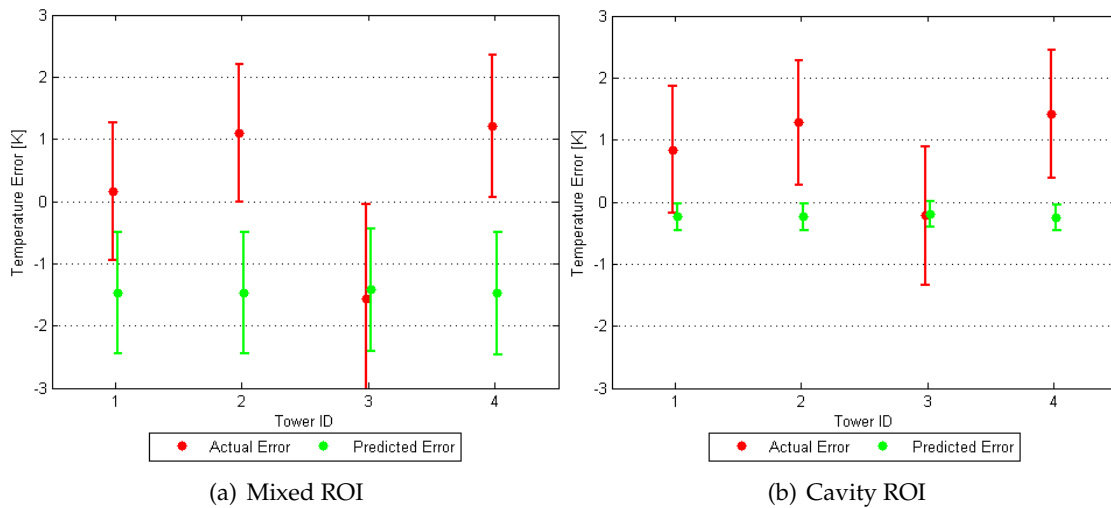 3
2
1
0
-1
-2
-3
Temperature Error [K]
1 2 3 4
Tower ID
Actual Error Predicted Error
(a) Mixed ROI
3
2
1
0
-1
-2
-3
Temperature Error [K]
1 2 3 4
Tower ID
Actual Error Predicted Error
(b) Cavity ROI